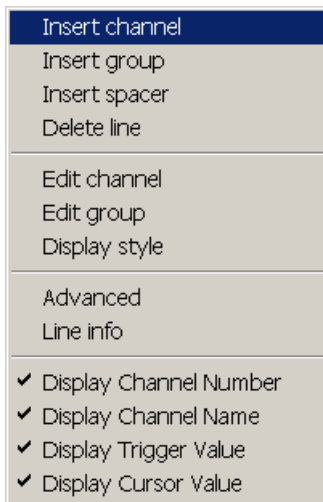 Insert channel
Insert group
Insert spacer
Delete line
Edit channel
Edit group
Display style
Advanced
Line info
✔ Display Channel Number
✔ Display Channel Name
✔ Display Trigger Value
✔ Display Cursor Value